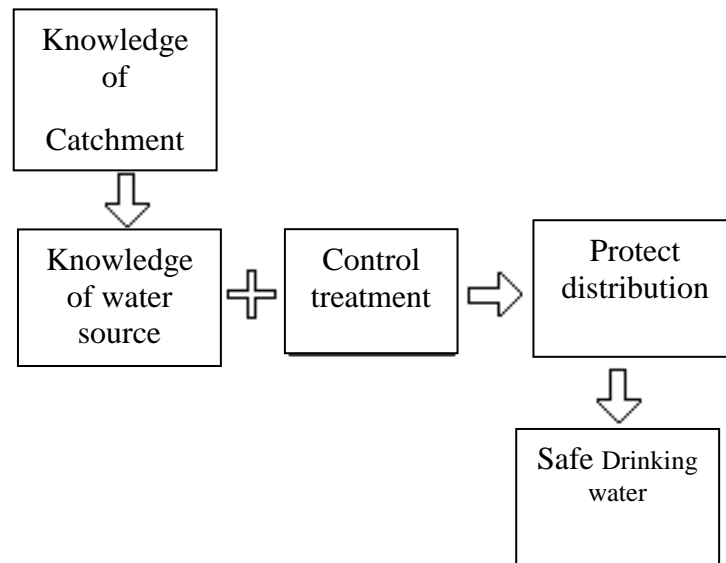 Knowledge
of
Catchment
Knowledge
of water
source
Control
treatment
Protect
distribution
Safe Drinking
water